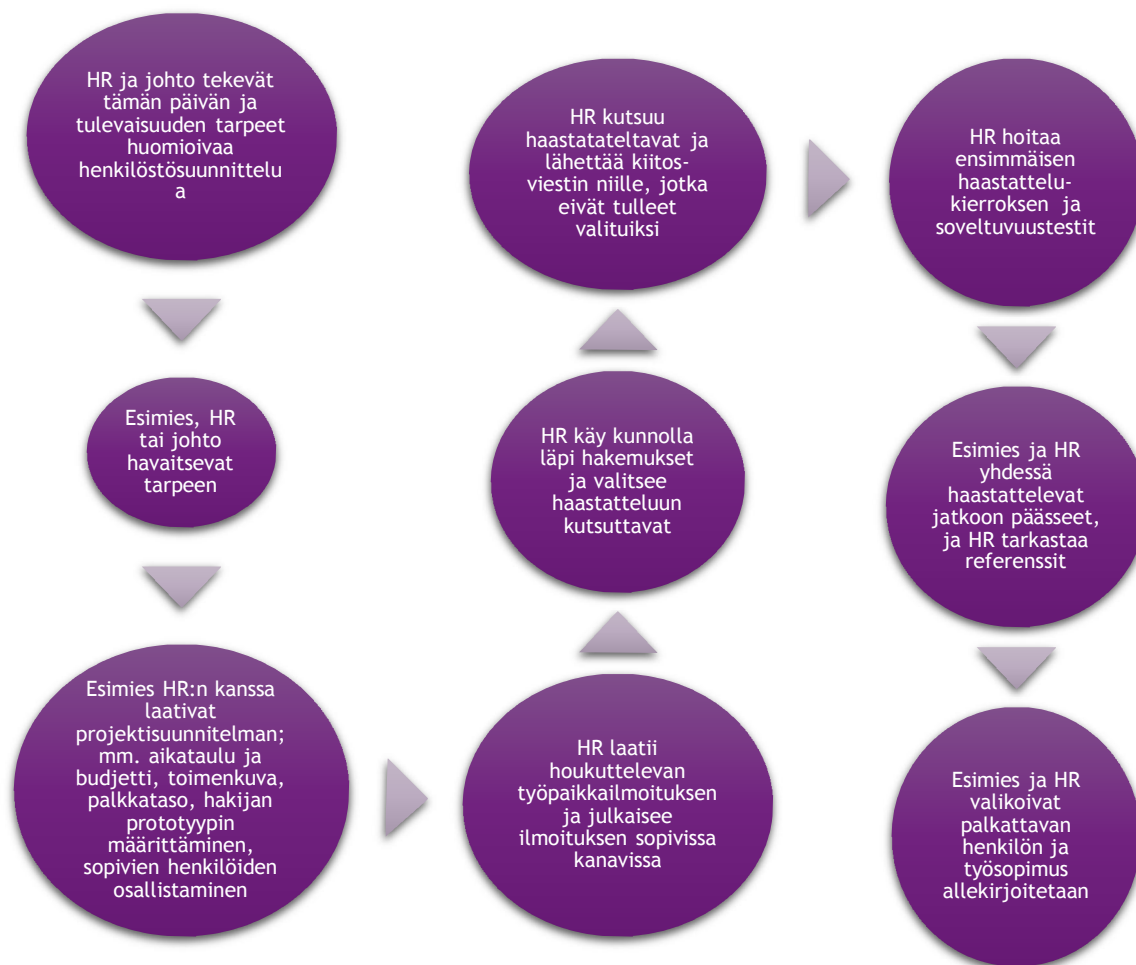 HR ja johto tekevät
tämän päivän ja
tulevaisuuden tarpeet
huomioivaa
henkilöstösuunnittelu
a
Esimies, HR
tai johto
havaitsevat
tarpeen
Esimies HR:n kanssa
laativat
projektisuunnitelman;
mm. aikataulu ja
budjetti, toimenkuva,
palkkataso, hakijan
prototyypin
määrittäminen,
sopivien henkilöiden
osallistaminen
HR laatii
houkuttelevan
työpaikkailmoituksen
ja julkaisee
ilmoituksen sopivissa
kanavissa
HR käy kunnolla
läpi hakemukset
ja valitsee
haastatteluun
kutsuttavat
HR kutsuu
haastatateltavat ja
lähettää kiitos-
viestin niille, jotka
eivät tulleet
valituiksi
HR hoitaa
ensimmäisen
haastattelu-
kierroksen ja
soveltuvuustestit
Esimies ja HR
yhdessä
haastattelevat
jatkoon päässeet,
ja HR tarkastaa
referenssit
Esimies ja HR
valikoivat
palkattavan
henkilön ja
työsopimus
allekirjoitetaan